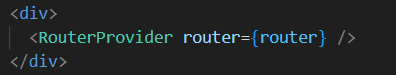 <div>
<RouterProvider router={router} />
</div>